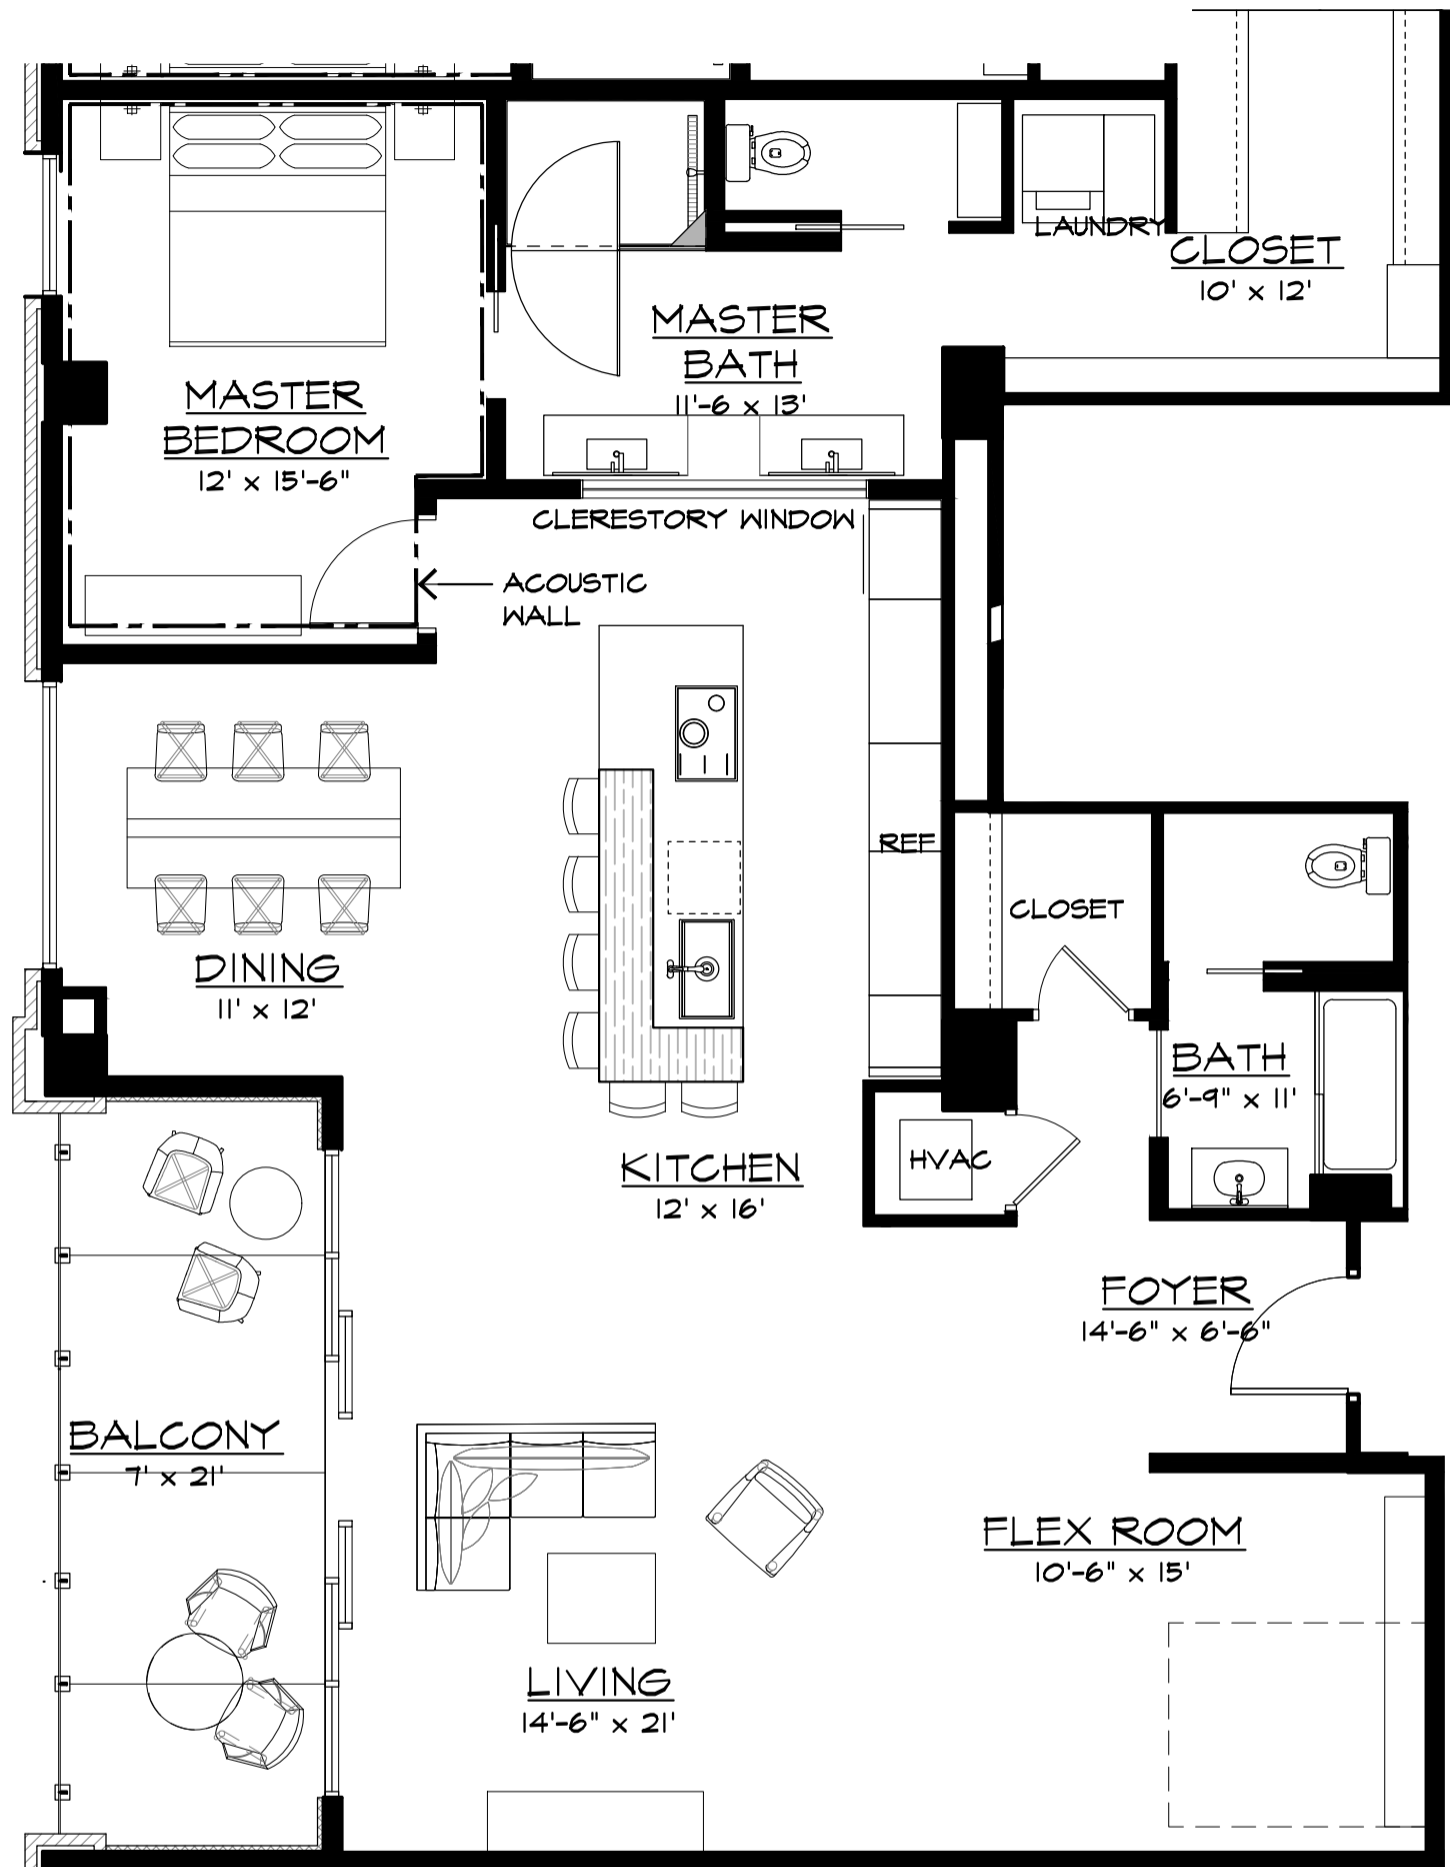 LAUNDRY
CLOSET
10' x 12'
MASTER
BATH
11'-6 x 13'
MASTER
BEDROOM
12' x 15'-6"
CLERESTORY WINDOW
ACOUSTIC
WALL
REF
CLOSET
DINING
11' x 12'
BATH
6'-9" x 11'
KITCHEN
12' x 16'
HVAC
FOYER
14'-6" x 6'-6"
BALCONY
7' x 21'
FLEX ROOM
10'-6" x 15'
LIVING
14'-6" x 21'